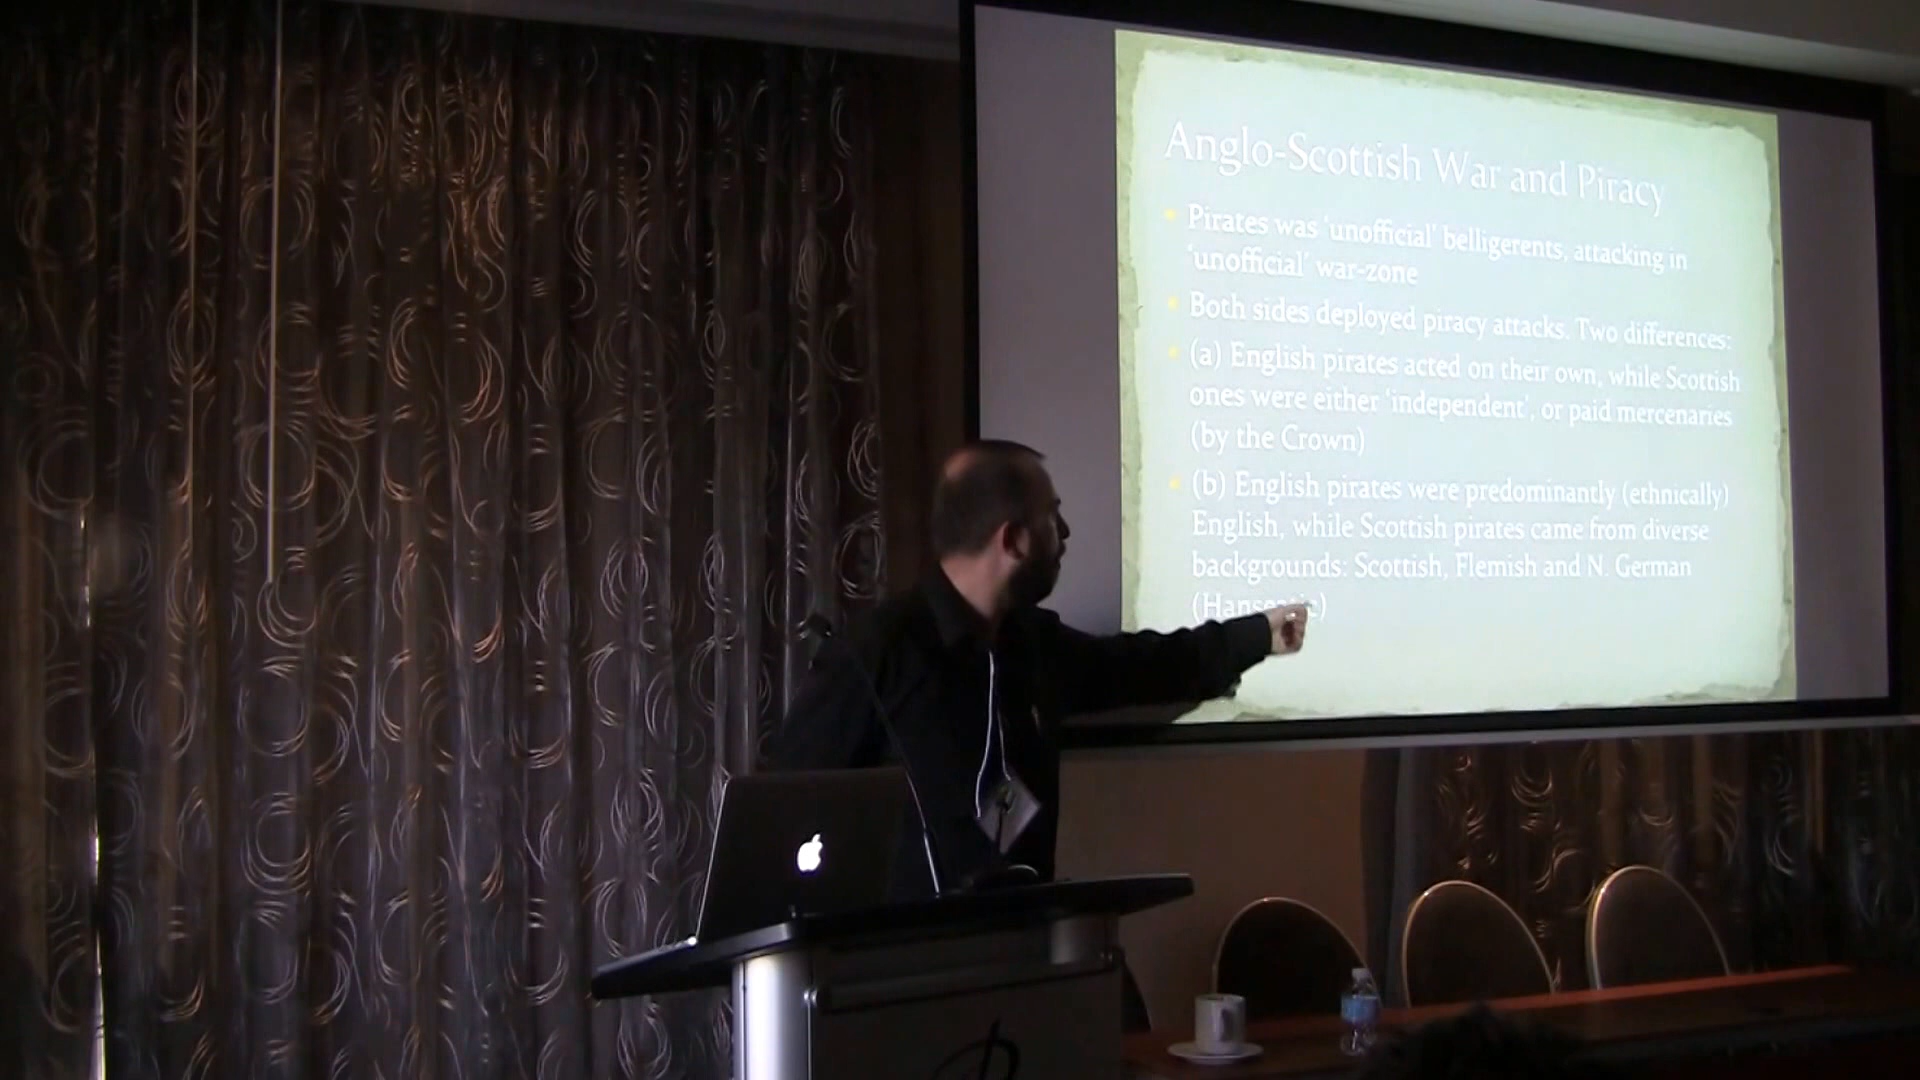 Anglo-Scottish War and Piracy
Pirates was 'unofficial' belligerents, attacking in
'unofficial' war-zone
Both sides deployed piracy attacks. Two differences:
(a) English pirates acted on their own, while Scottish
ones were either 'independent', or paid mercenaries
(by the Crown)
(b) English pirates were predominantly (ethnically)
English, while Scottish pirates came from diverse
backgrounds: Scottish, Flemish and N. German
(Hanseatic)